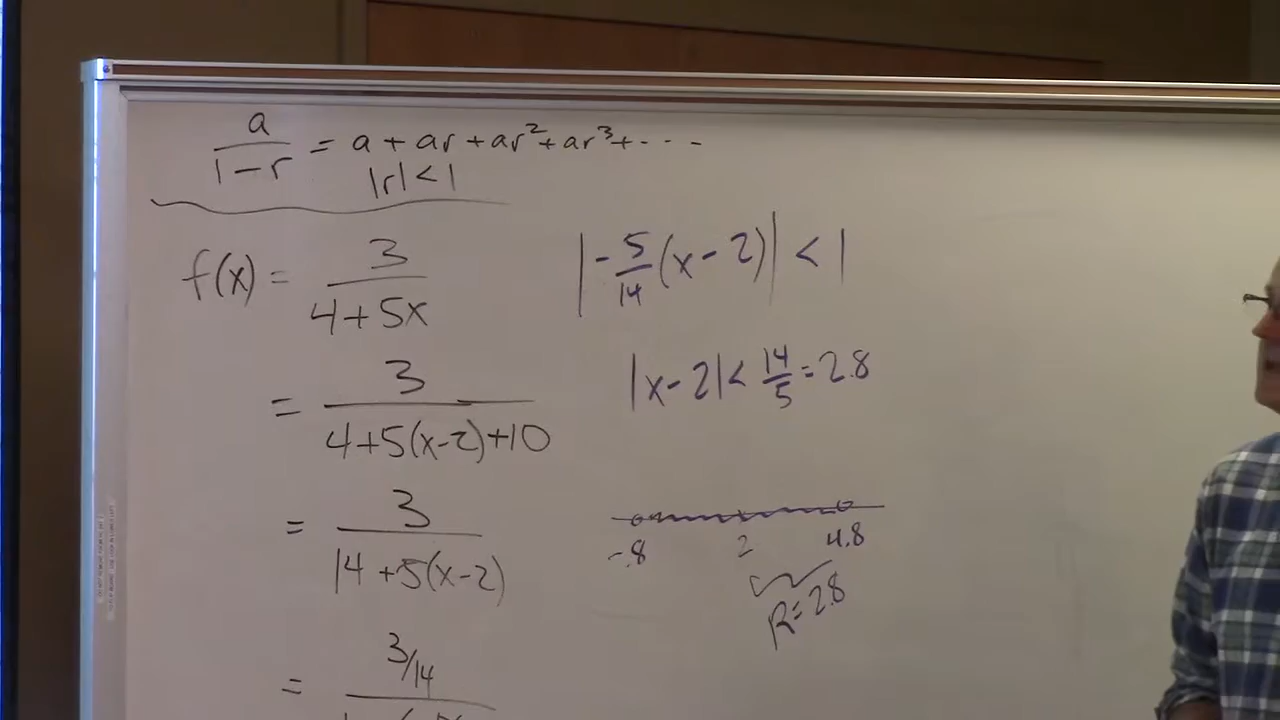 a/(1-r) = a + ar + ar² + ar³ + ...
|r| < 1
f(x) = 3/(4+5x)
= 3/(4+5(x-2)+10)
= 3/(14+5(x-2))
= (3/14)/
|-5/14(x-2)| < 1
|x-2| < 14/5 = 2.8
-.8 2 4.8
R=2.8